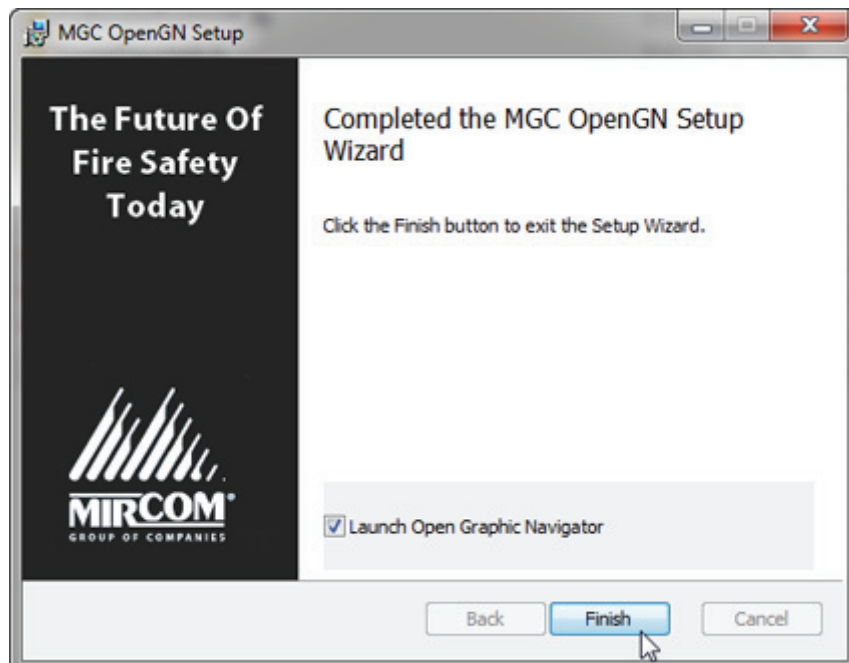 MGC OpenGN Setup
The Future Of
Fire Safety
Today
MIRCOM
GROUP OF COMPANIES
Completed the MGC OpenGN Setup
Wizard
Click the Finish button to exit the Setup Wizard.
Launch Open Graphic Navigator
Back Finish Cancel